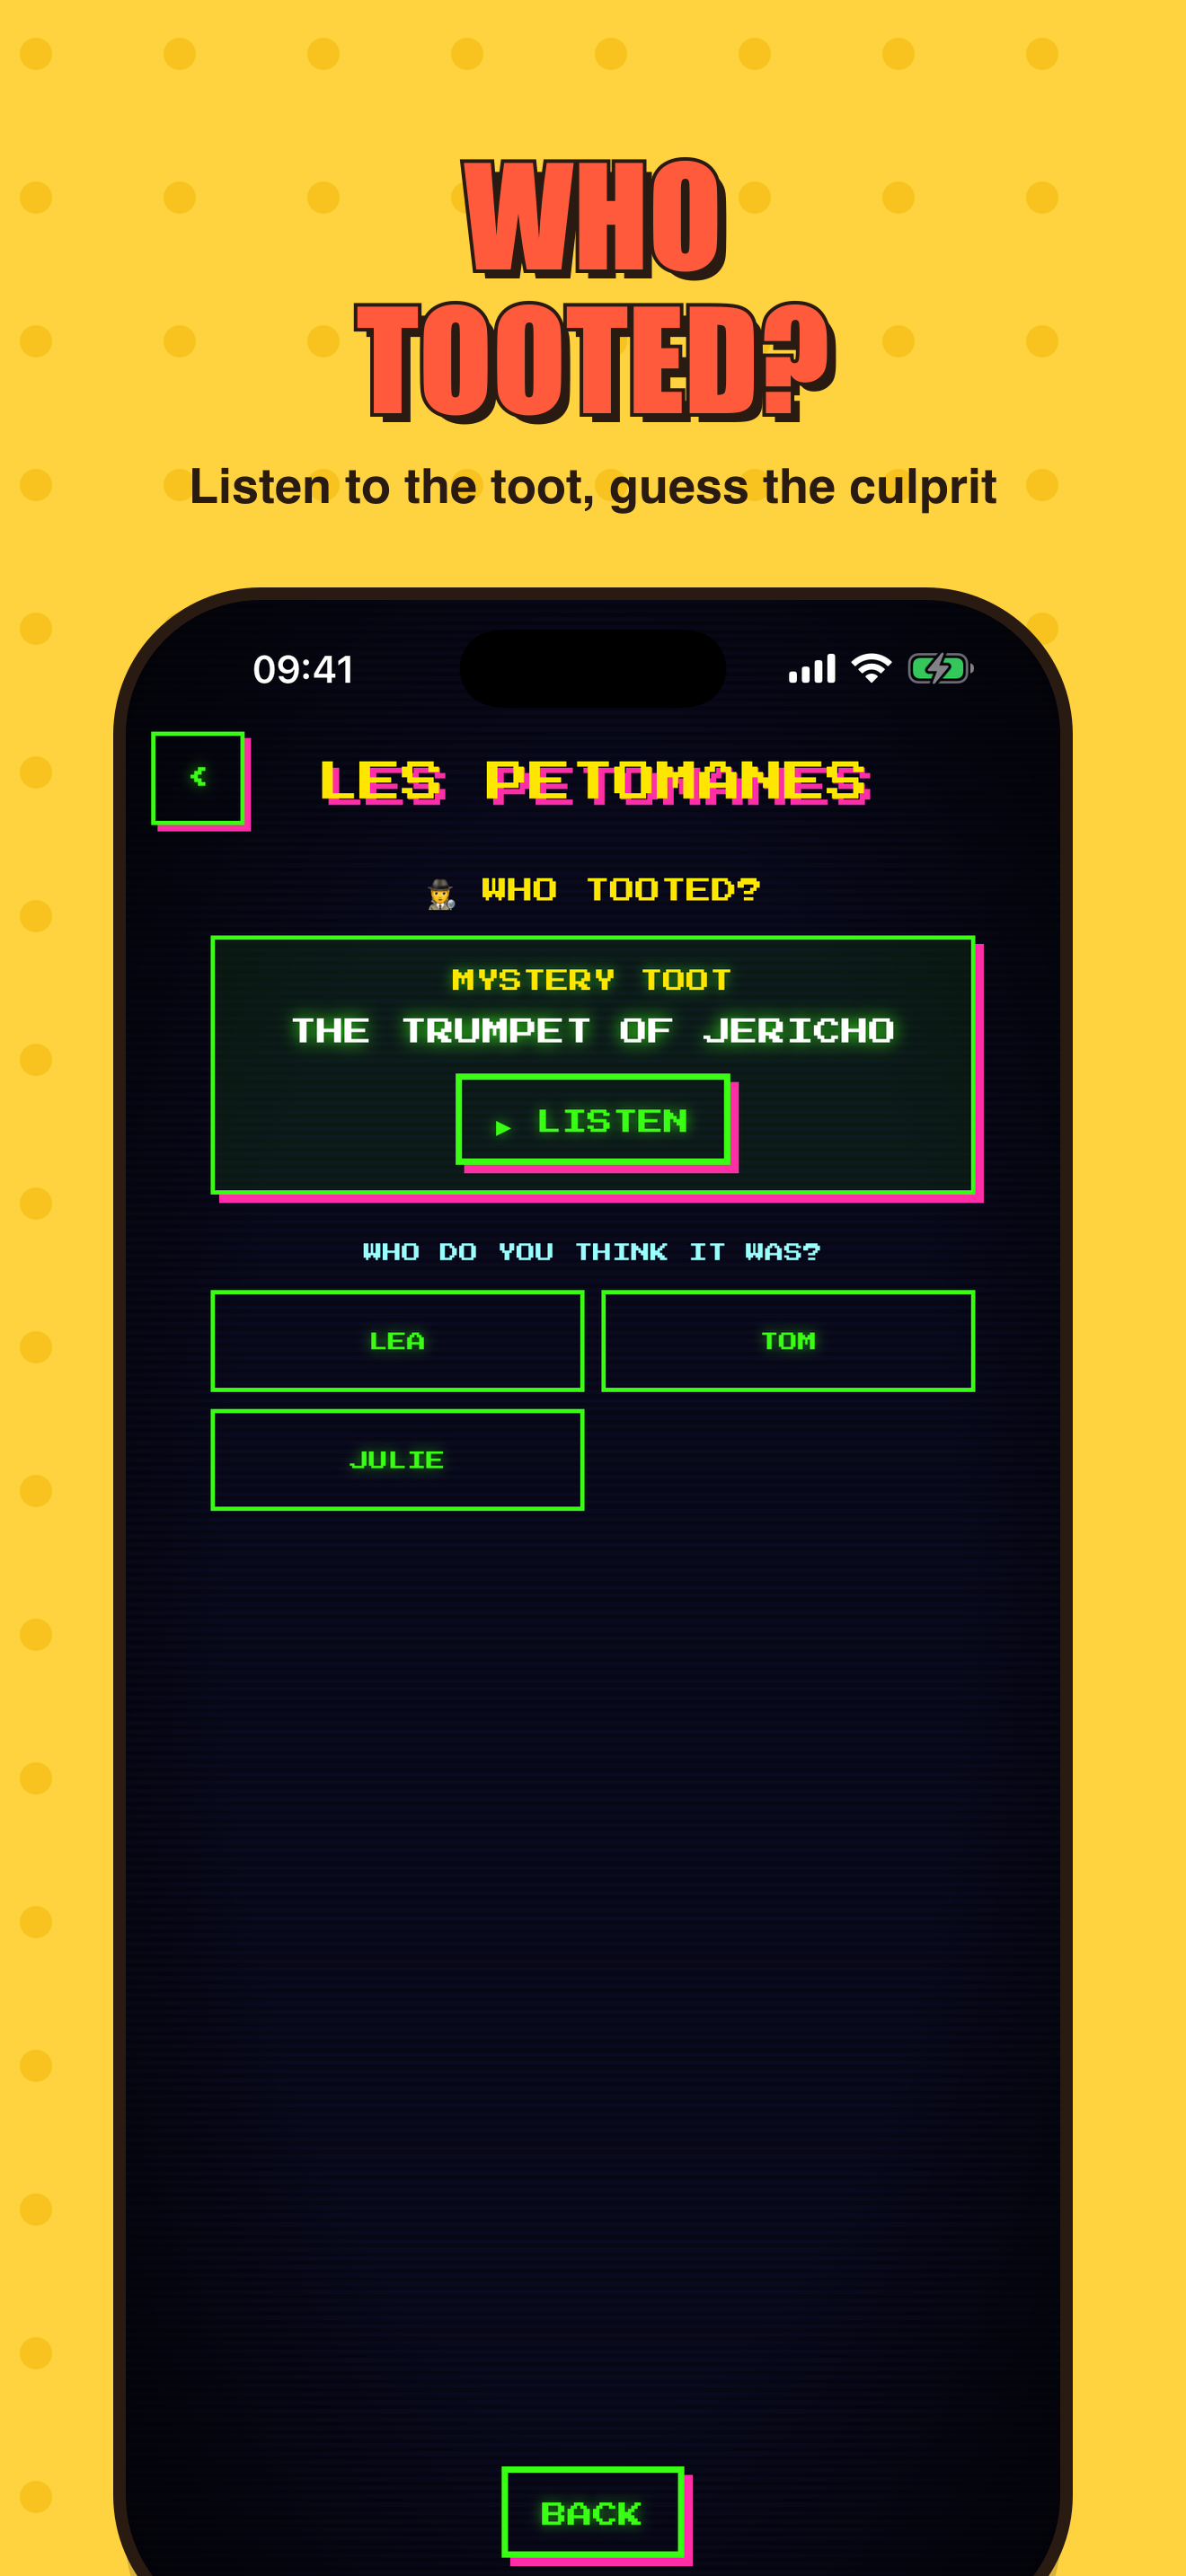 WHO
TOOTED?
Listen to the toot, guess the culprit
09:41
LES PETOMANES
WHO TOOTED?
MYSTERY TOOT
THE TRUMPET OF JERICHO
LISTEN
WHO DO YOU THINK IT WAS?
LEA
TOM
JULIE
BACK